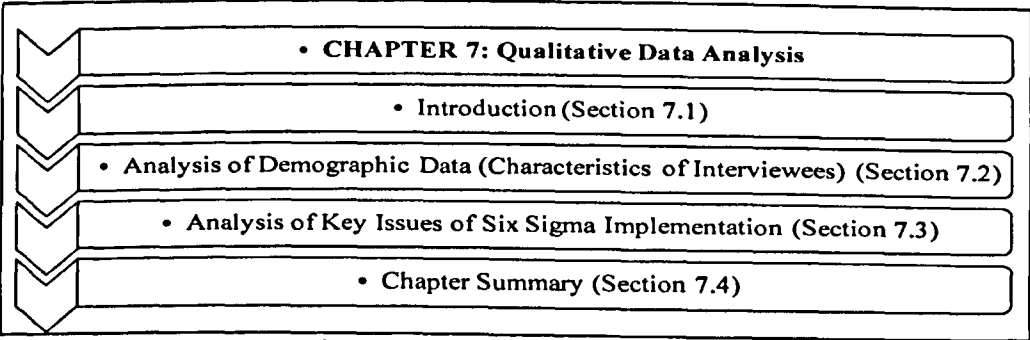 • CHAPTER 7: Qualitative Data Analysis
• Introduction (Section 7.1)
• Analysis of Demographic Data (Characteristics of Interviewees) (Section 7.2)
• Analysis of Key Issues of Six Sigma Implementation (Section 7.3)
• Chapter Summary (Section 7.4)